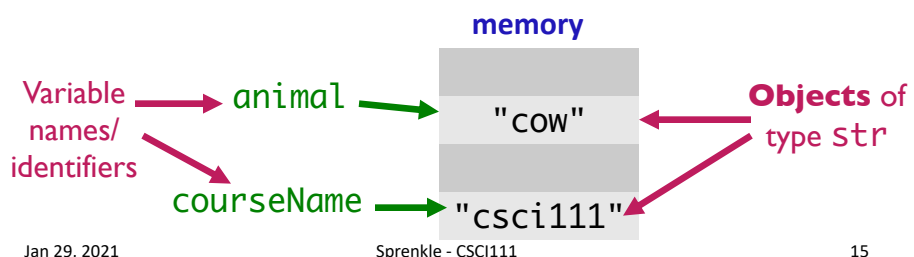 memory
Variable
names/
identifiers
animal
"cow"
Objects of
type str
courseName
"csci111"
Jan 29, 2021
Sprenkle - CSCI111
15